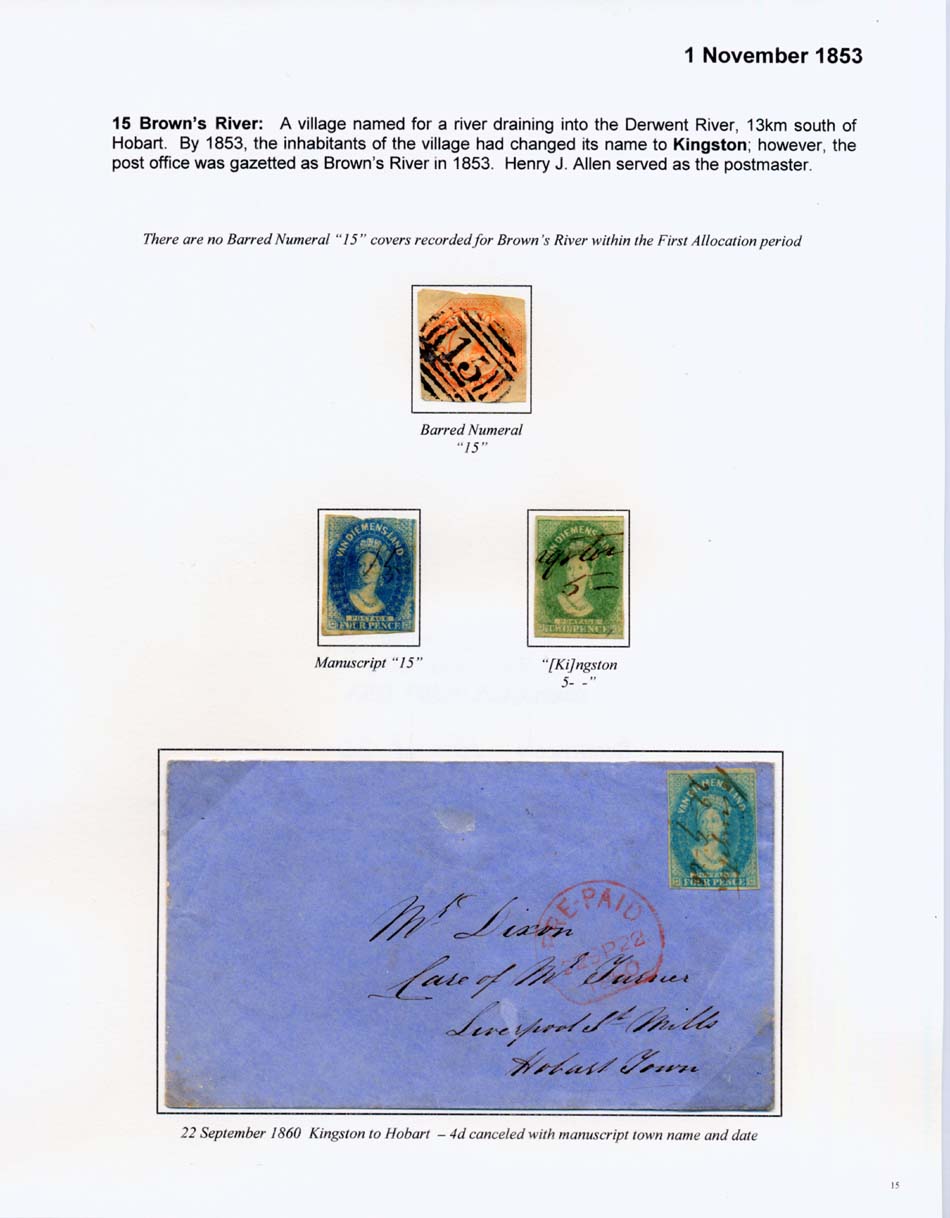 1 November 1853
15 Brown's River: A village named for a river draining into the Derwent River, 13km south of
Hobart. By 1853, the inhabitants of the village had changed its name to Kingston; however, the
post office was gazetted as Brown's River in 1853. Henry J. Allen served as the postmaster.
There are no Barred Numeral "15" covers recorded for Brown's River within the First Allocation period
15
Barred Numeral
"15"
VAN DIEMENS LAND
15
POSTAGE
FOUR PENCE
DIEMENS LAND
ngston
5 –
POSTAGE
TWO PENCE
Manuscript "15"
"[Ki]ngston
5- -"
VAN DIEMENS LAND
POSTAGE
FOUR PENCE
PRE-PAID
SP 22
1860
Mr Dixon
Care of Mr Turner
Liverpool St Mills
Hobart Town
22 September 1860 Kingston to Hobart – 4d canceled with manuscript town name and date
15